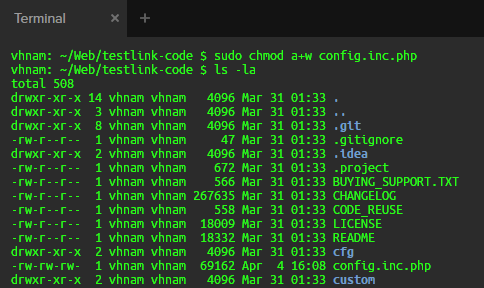 Terminal × +
vhnam: ~/Web/testlink-code $ sudo chmod a+w config.inc.php
vhnam: ~/Web/testlink-code $ ls -la
total 508
drwxr-xr-x 14 vhnam vhnam   4096 Mar 31 01:33 .
drwxr-xr-x  3 vhnam vhnam   4096 Mar 31 01:33 ..
drwxr-xr-x  8 vhnam vhnam   4096 Mar 31 01:33 .git
-rw-r--r--  1 vhnam vhnam     47 Mar 31 01:33 .gitignore
drwxr-xr-x  2 vhnam vhnam   4096 Mar 31 01:33 .idea
-rw-r--r--  1 vhnam vhnam    672 Mar 31 01:33 .project
-rw-r--r--  1 vhnam vhnam    566 Mar 31 01:33 BUYING_SUPPORT.TXT
-rw-r--r--  1 vhnam vhnam 267635 Mar 31 01:33 CHANGELOG
-rw-r--r--  1 vhnam vhnam    558 Mar 31 01:33 CODE_REUSE
-rw-r--r--  1 vhnam vhnam  18009 Mar 31 01:33 LICENSE
-rw-r--r--  1 vhnam vhnam  18332 Mar 31 01:33 README
drwxr-xr-x  2 vhnam vhnam   4096 Mar 31 01:33 cfg
-rw-rw-rw-  1 vhnam vhnam  69162 Apr  4 16:08 config.inc.php
drwxr-xr-x  2 vhnam vhnam   4096 Mar 31 01:33 custom